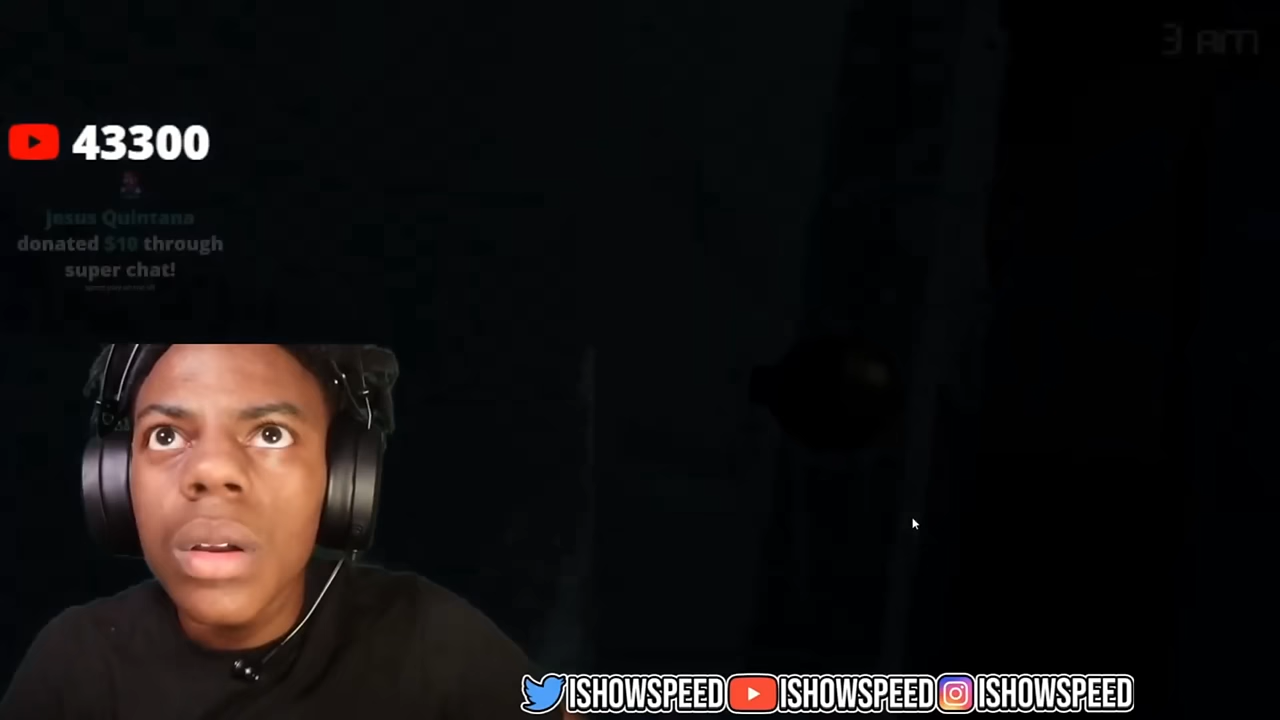 3 AM
43300
Jesus Quintana
donated $10 through
super chat!
ISHOWSPEED ISHOWSPEED ISHOWSPEED